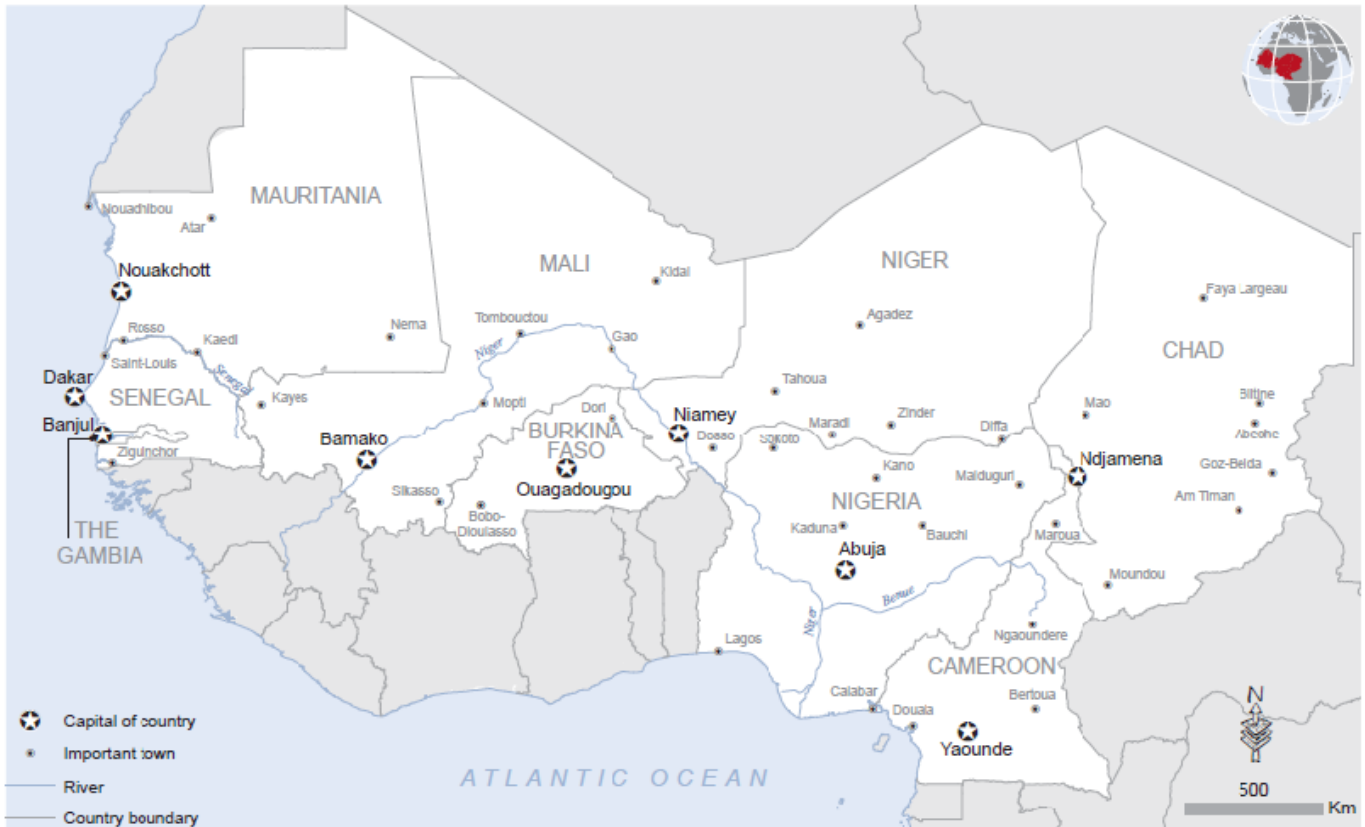 MAURITANIA
Nouadhibou
Atar
Nouakchott
MALI
Kidal
NIGER
Faya Largeau
Agadez
CHAD
Rosso
Kaedi
Nema
Tombouctou
Niger
Gao
Saint-Louis
Senegal
Dakar
SENEGAL
Kayes
Mopti
Tahoua
Mao
Biltine
Banjul
Dori
Niamey
Maradi
Zinder
Diffa
Abeche
BURKINA
FASO
Dosso
Sokoto
Ziguinchor
Bamako
Ouagadougou
Kano
Maiduguri
Ndjamena
Goz-Beida
Sikasso
Bobo-
Dioulasso
NIGERIA
Am Timan
THE
GAMBIA
Kaduna
Bauchi
Maroua
Abuja
Moundou
Benue
Niger
Ngaoundere
Lagos
CAMEROON
Calabar
Douala
Bertoua
Yaounde
N
Capital of country
Important town
River
Country boundary
ATLANTIC OCEAN
500
Km